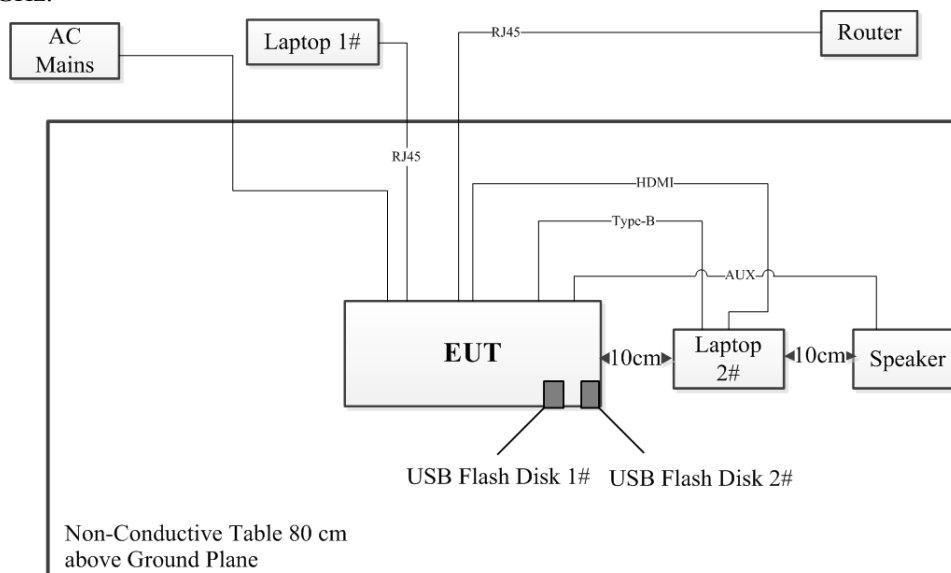 AC
Mains
Laptop 1#
RJ45
Router
RJ45
HDMI
Type-B
AUX
EUT
10cm
Laptop
2#
10cm
Speaker
USB Flash Disk 1#
USB Flash Disk 2#
Non-Conductive Table 80 cm
above Ground Plane